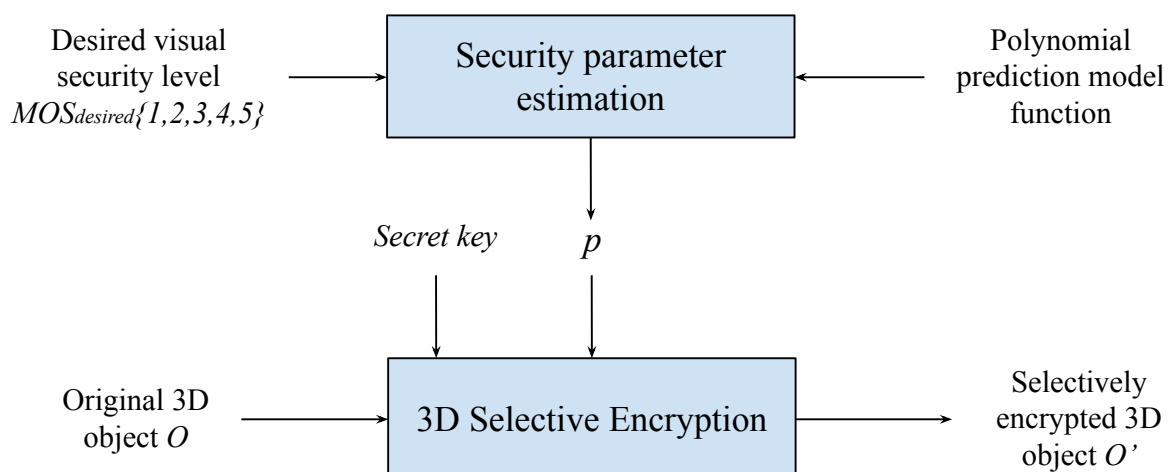 Desired visual
security level
MOSdesired{1,2,3,4,5}
Security parameter
estimation
Polynomial
prediction model
function
Secret key
p
Original 3D
object O
3D Selective Encryption
Selectively
encrypted 3D
object O’